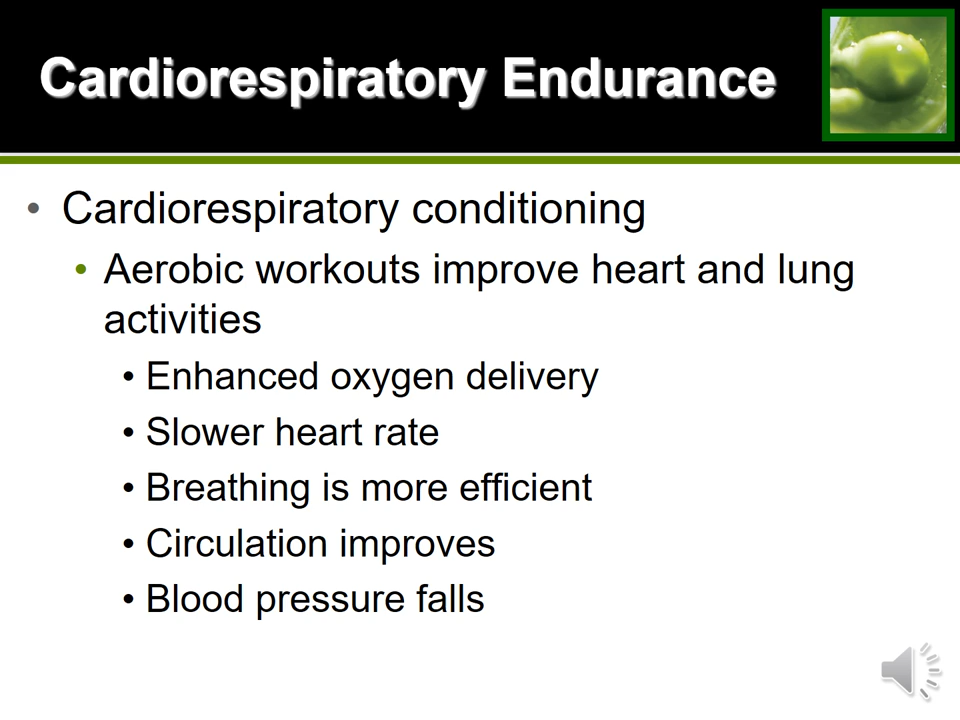 Cardiorespiratory Endurance
• Cardiorespiratory conditioning
• Aerobic workouts improve heart and lung
activities
• Enhanced oxygen delivery
• Slower heart rate
• Breathing is more efficient
• Circulation improves
• Blood pressure falls